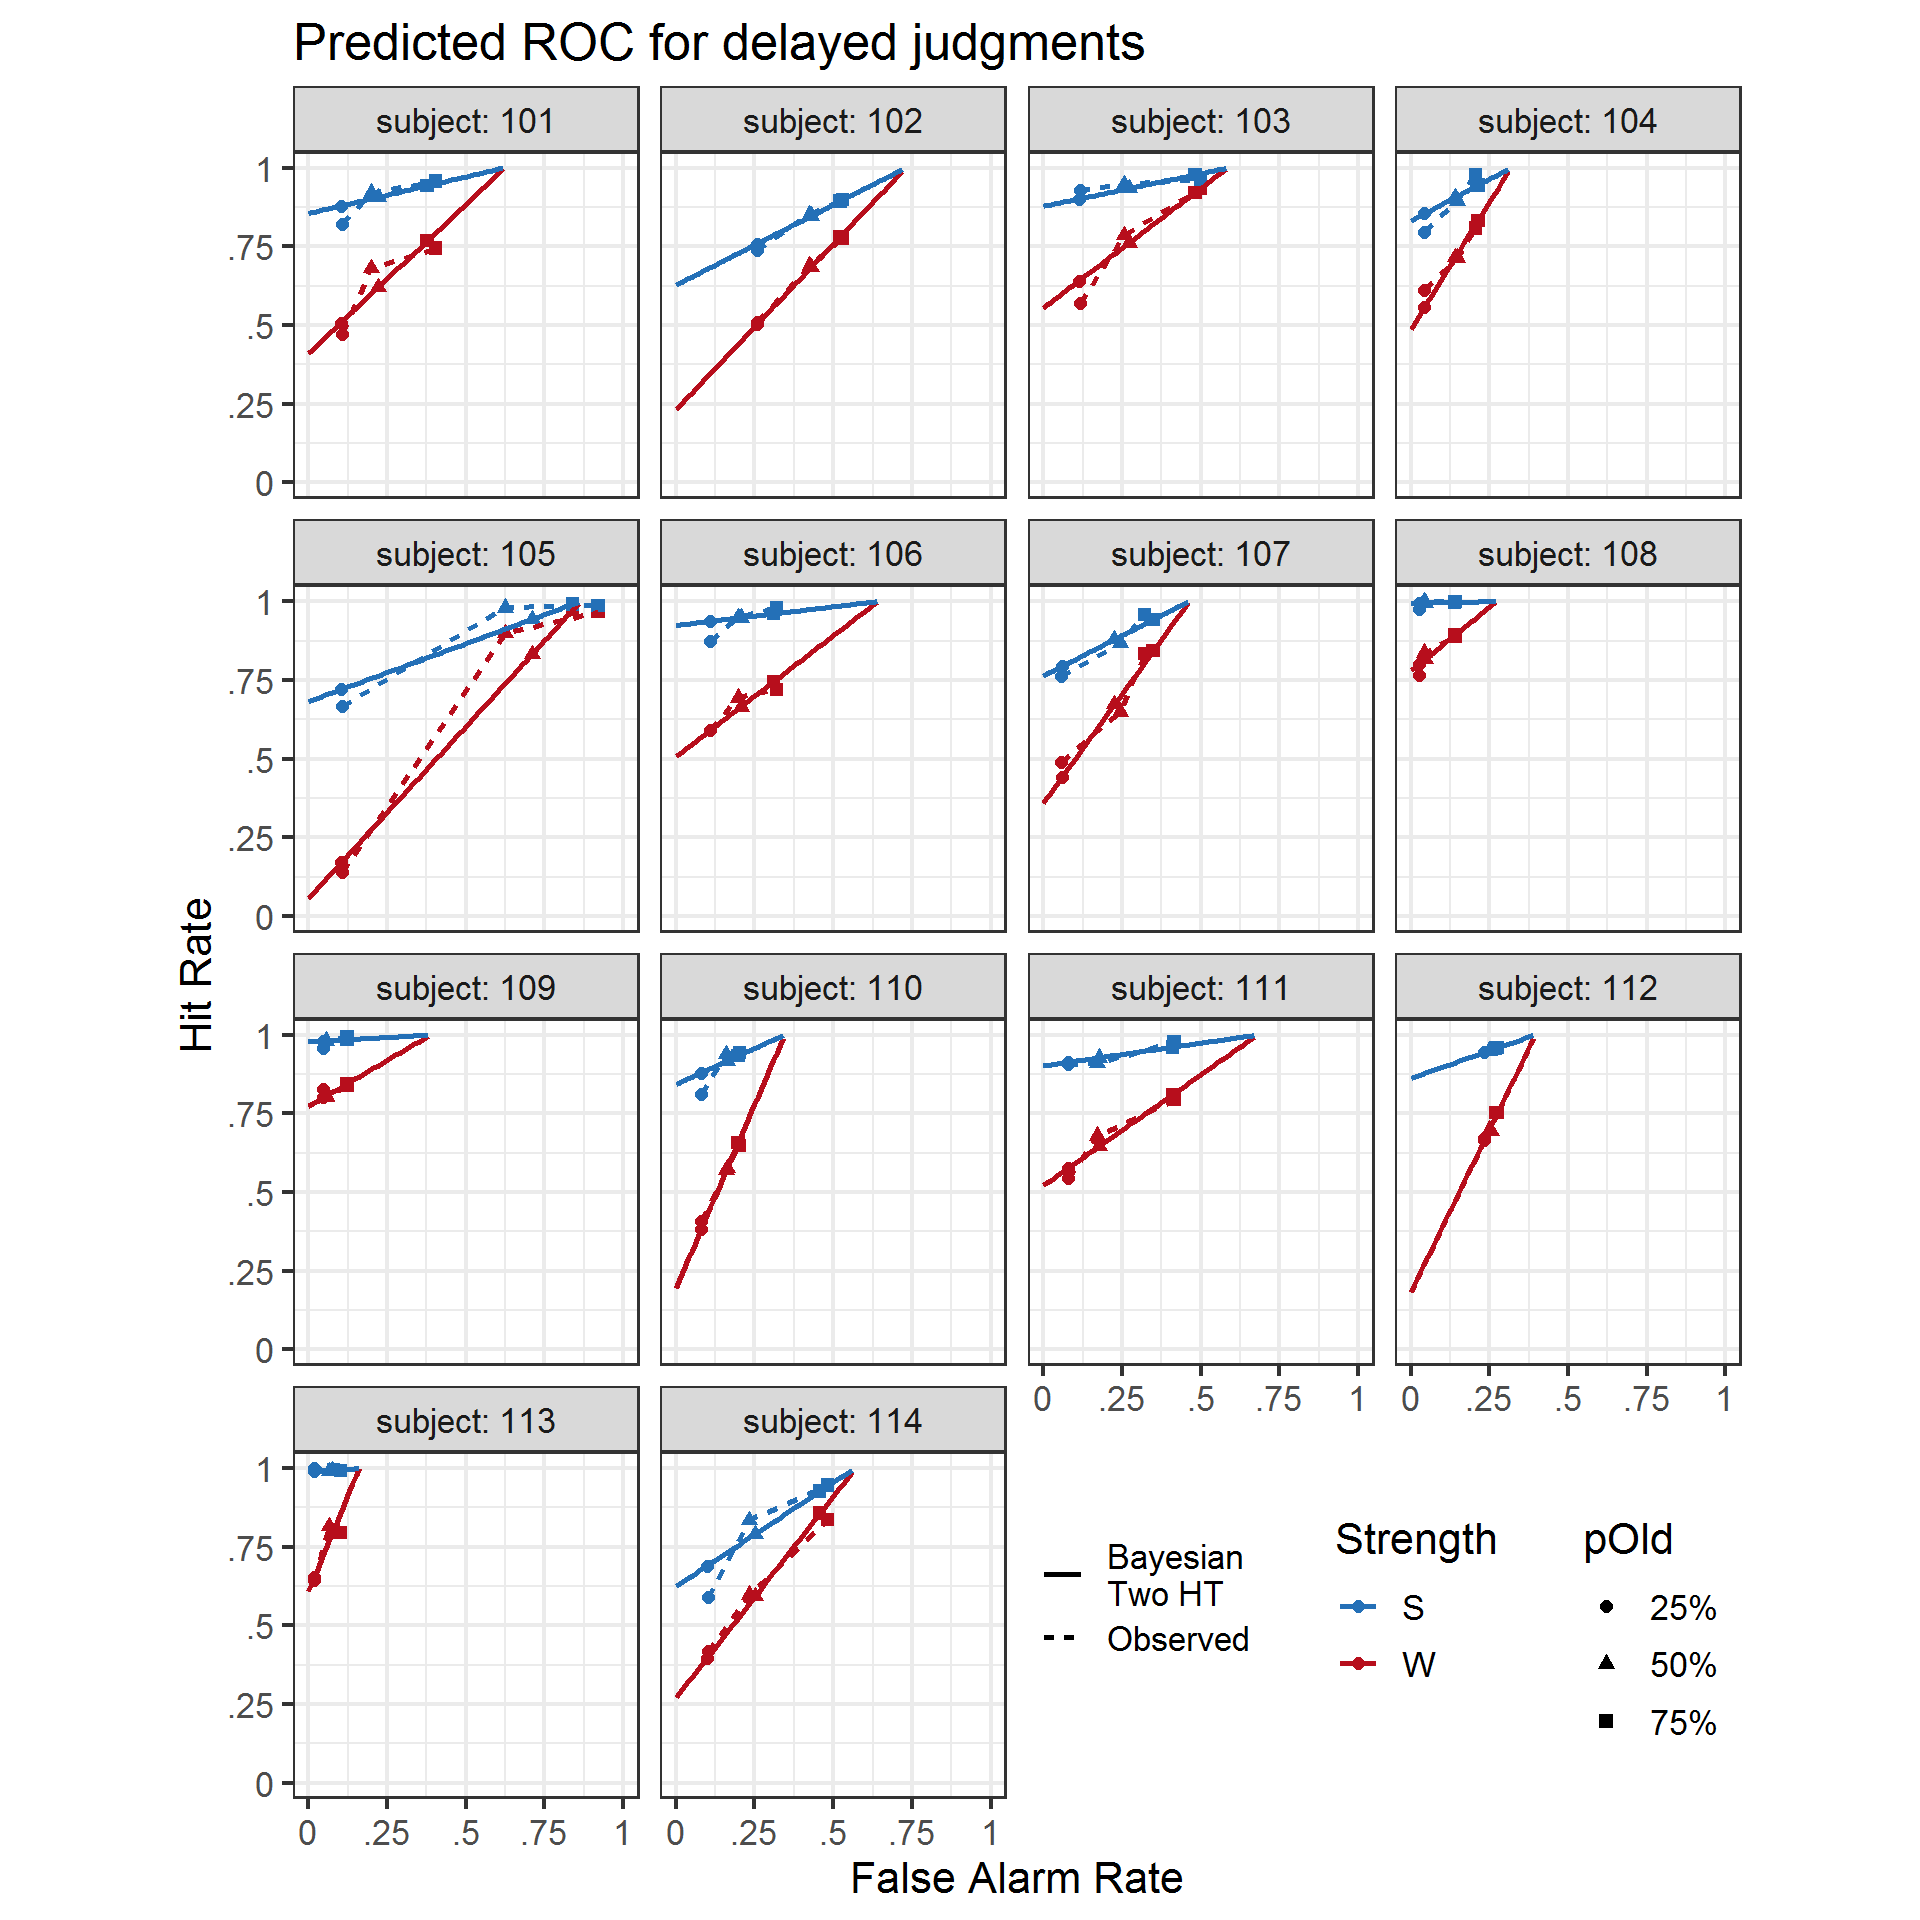 Predicted ROC for delayed judgments
subject: 101
subject: 102
subject: 103
subject: 104
1
.75
.5
.25
0
subject: 105
subject: 106
subject: 107
subject: 108
1
.75
.5
.25
0
Hit Rate
subject: 109
subject: 110
subject: 111
subject: 112
1
.75
.5
.25
0
0 .25 .5 .75 1
0 .25 .5 .75 1
subject: 113
subject: 114
1
.75
.5
.25
0
0 .25 .5 .75 1
0 .25 .5 .75 1
False Alarm Rate
Bayesian
Two HT
Observed
Strength
S
W
pOld
25%
50%
75%